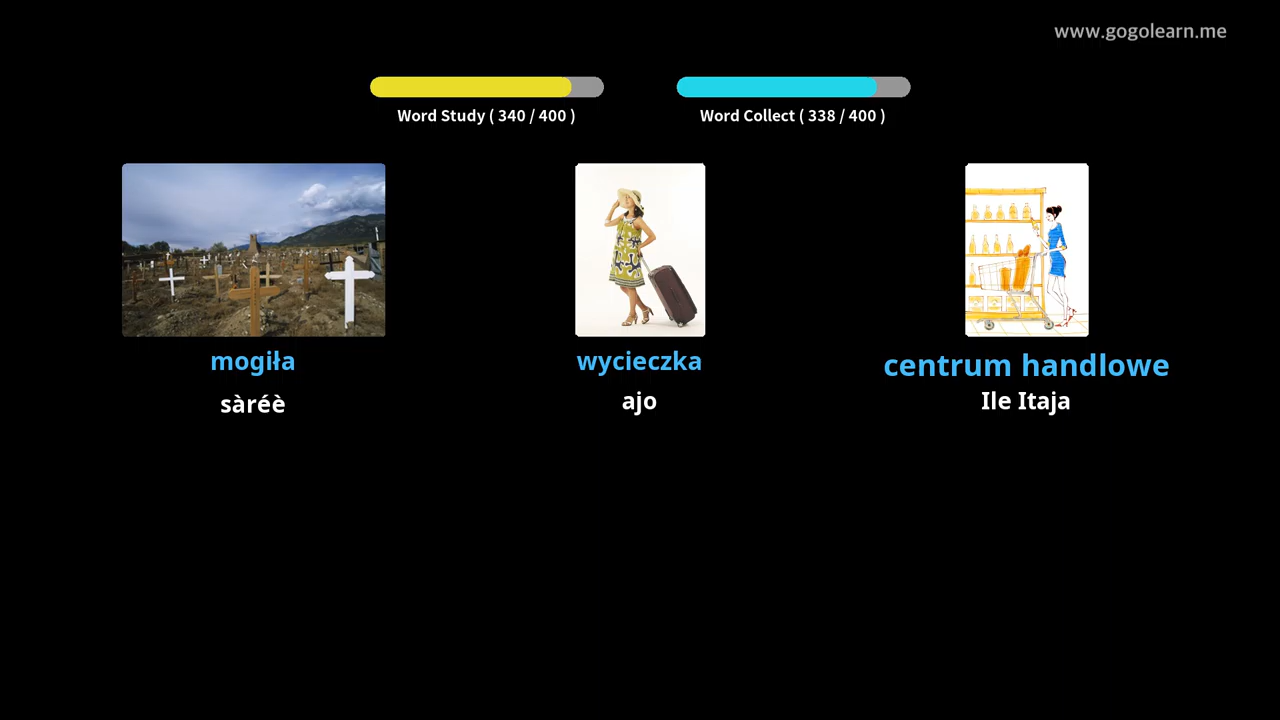 www.gogolearn.me
Word Study ( 340 / 400 )
Word Collect ( 338 / 400 )
mogiła
wycieczka
centrum handlowe
sàréè
ajo
Ile Itaja